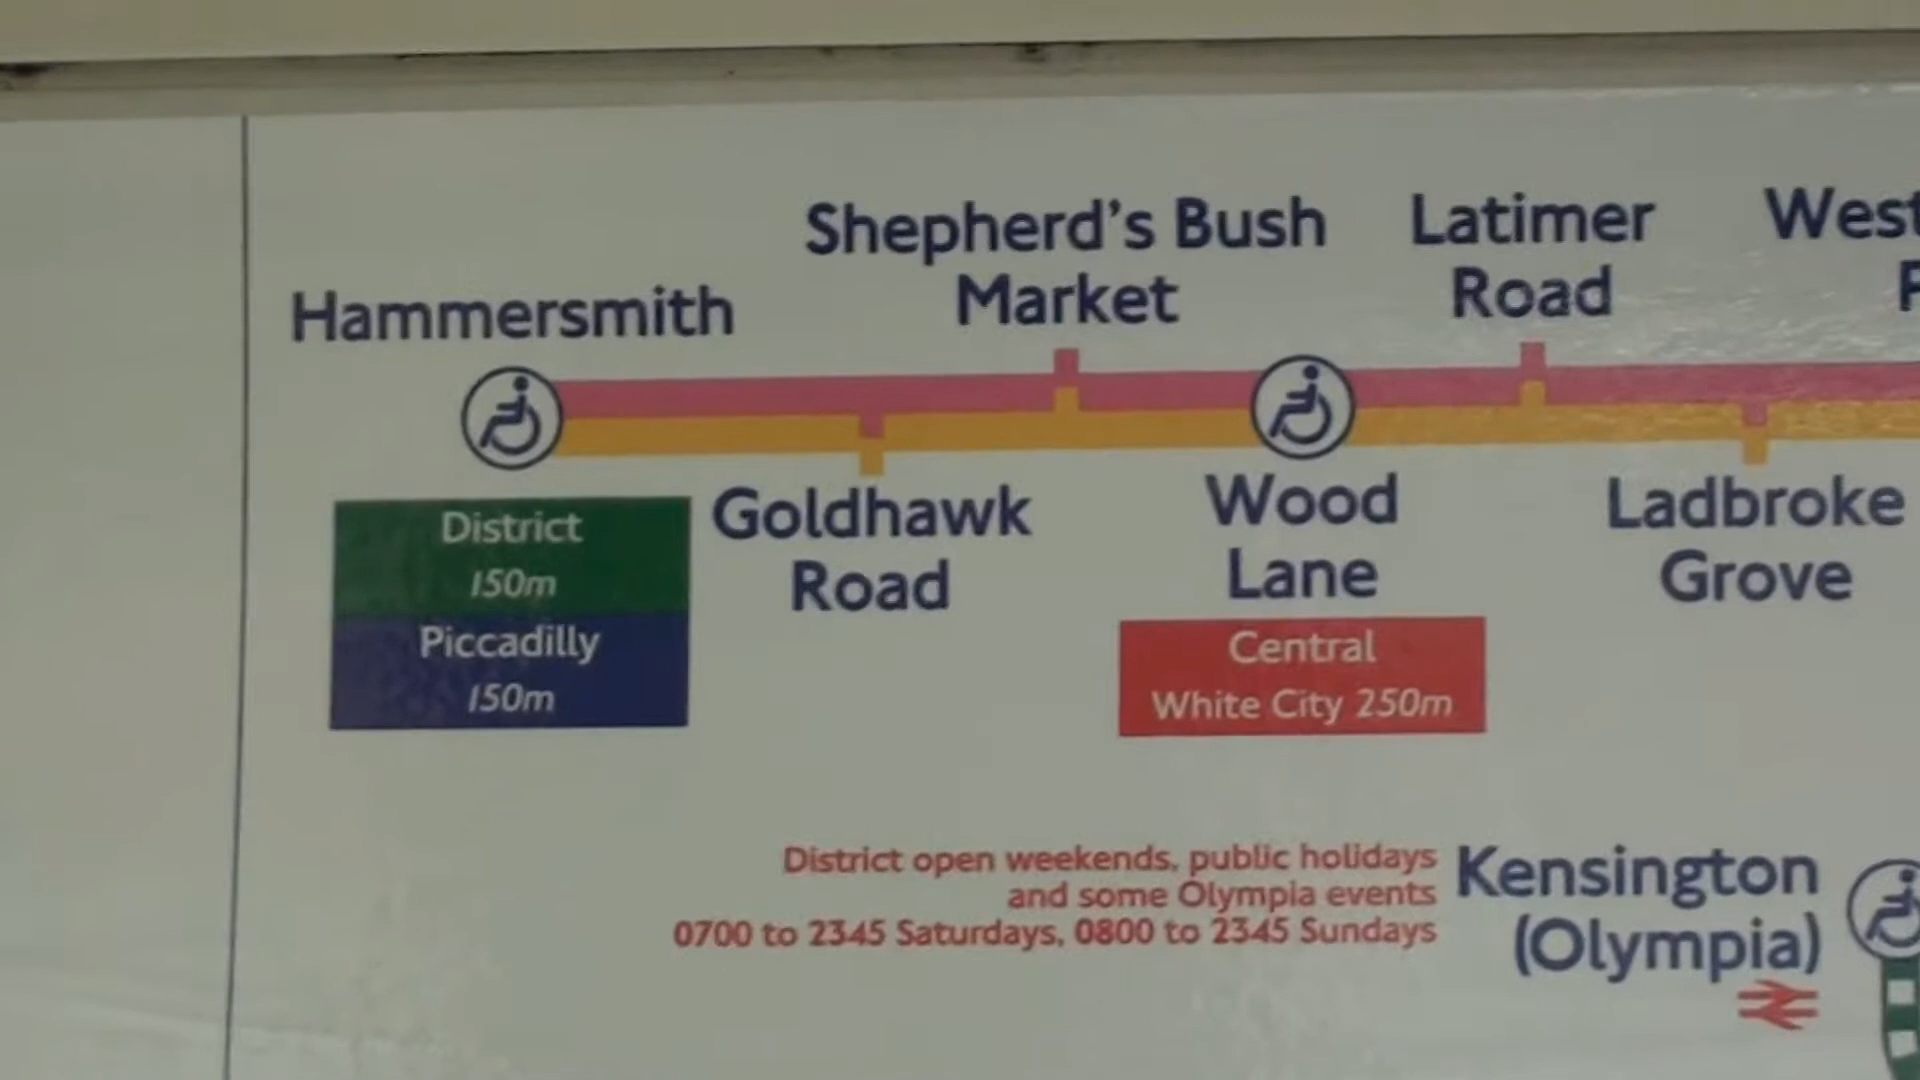 Shepherd's Bush
Market
Latimer
Road
West
Hammersmith
Goldhawk
Road
Wood
Lane
Ladbroke
Grove
District
150m
Piccadilly
150m
Central
White City 250m
District open weekends, public holidays
and some Olympia events
0700 to 2345 Saturdays, 0800 to 2345 Sundays
Kensington
(Olympia)